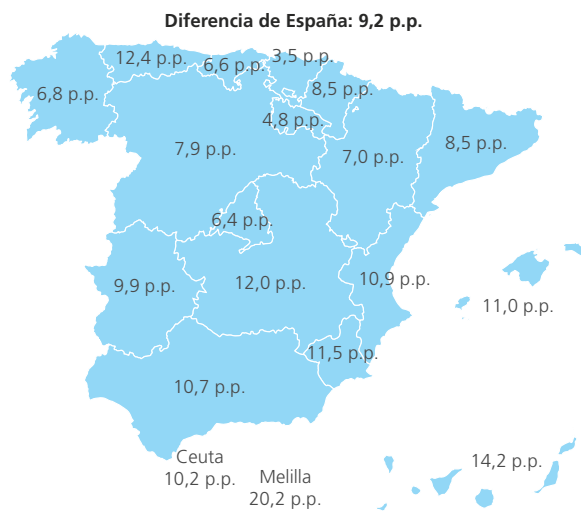 Diferencia de España: 9,2 p.p.
12,4 p.p.
6,6 p.p.
3,5 p.p.
6,8 p.p.
8,5 p.p.
4,8 p.p.
7,9 p.p.
7,0 p.p.
8,5 p.p.
6,4 p.p.
9,9 p.p.
12,0 p.p.
10,9 p.p.
11,0 p.p.
11,5 p.p.
10,7 p.p.
Ceuta
10,2 p.p.
Melilla
20,2 p.p.
14,2 p.p.